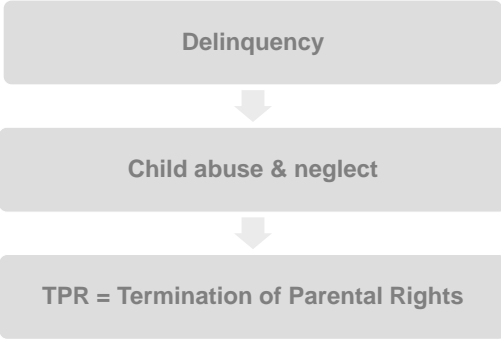 Delinquency
Child abuse & neglect
TPR = Termination of Parental Rights